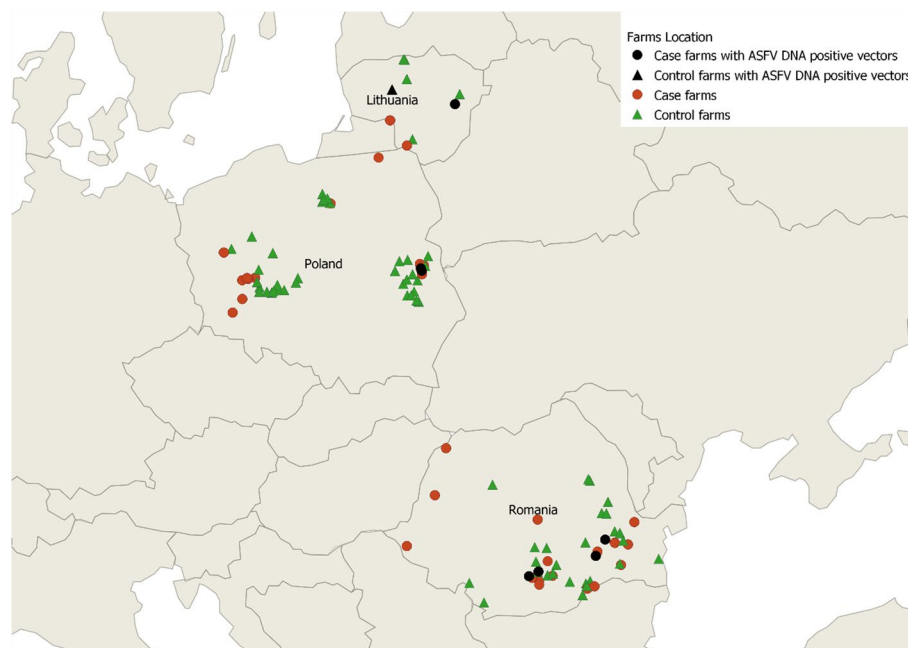 Farms Location
Case farms with ASFV DNA positive vectors
Control farms with ASFV DNA positive vectors
Case farms
Control farms
Lithuania
Poland
Romania